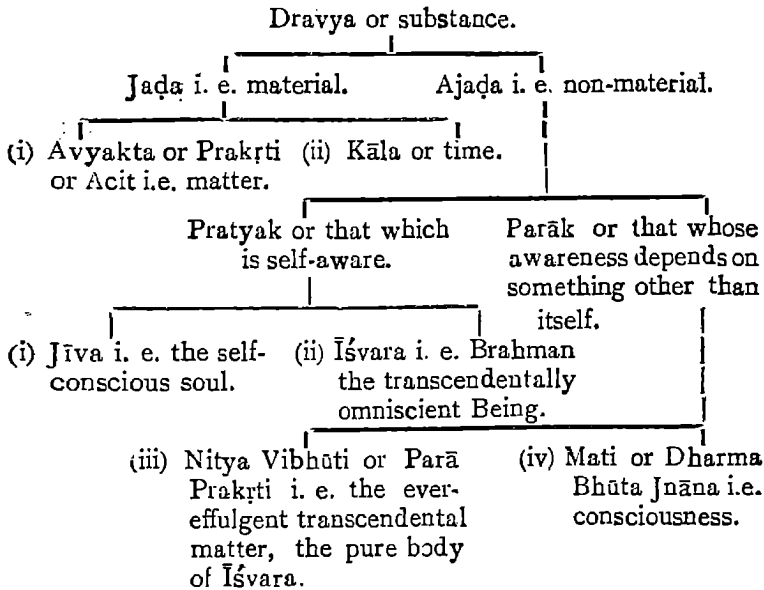 Dravya or substance.
Jaḍa i. e. material. Ajaḍa i. e. non-material.
(i) Avyakta or Prakṛti (ii) Kāla or time.
or Acit i.e. matter.
Pratyak or that which Parāk or that whose
is self-aware. awareness depends on
something other than
itself.
(i) Jīva i. e. the self- (ii) Īśvara i. e. Brahman
conscious soul. the transcendentally
omniscient Being.
(iii) Nitya Vibhūti or Parā (iv) Mati or Dharma
Prakṛti i. e. the ever- Bhūta Jnāna i.e.
effulgent transcendental consciousness.
matter, the pure body
of Īśvara.